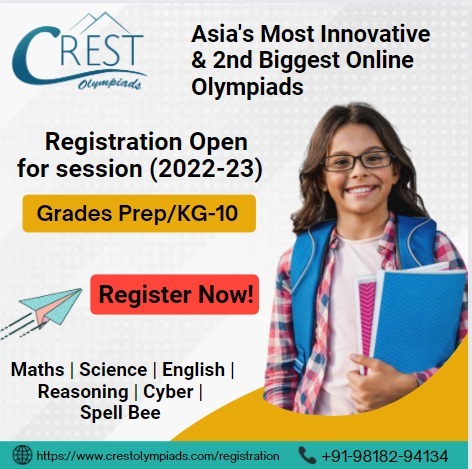 CREST
Olympiads
Asia's Most Innovative
& 2nd Biggest Online
Olympiads
Registration Open
for session (2022-23)
Grades Prep/KG-10
Register Now!
Maths | Science | English |
Reasoning | Cyber |
Spell Bee
https://www.crestolympiads.com/registration
+91-98182-94134